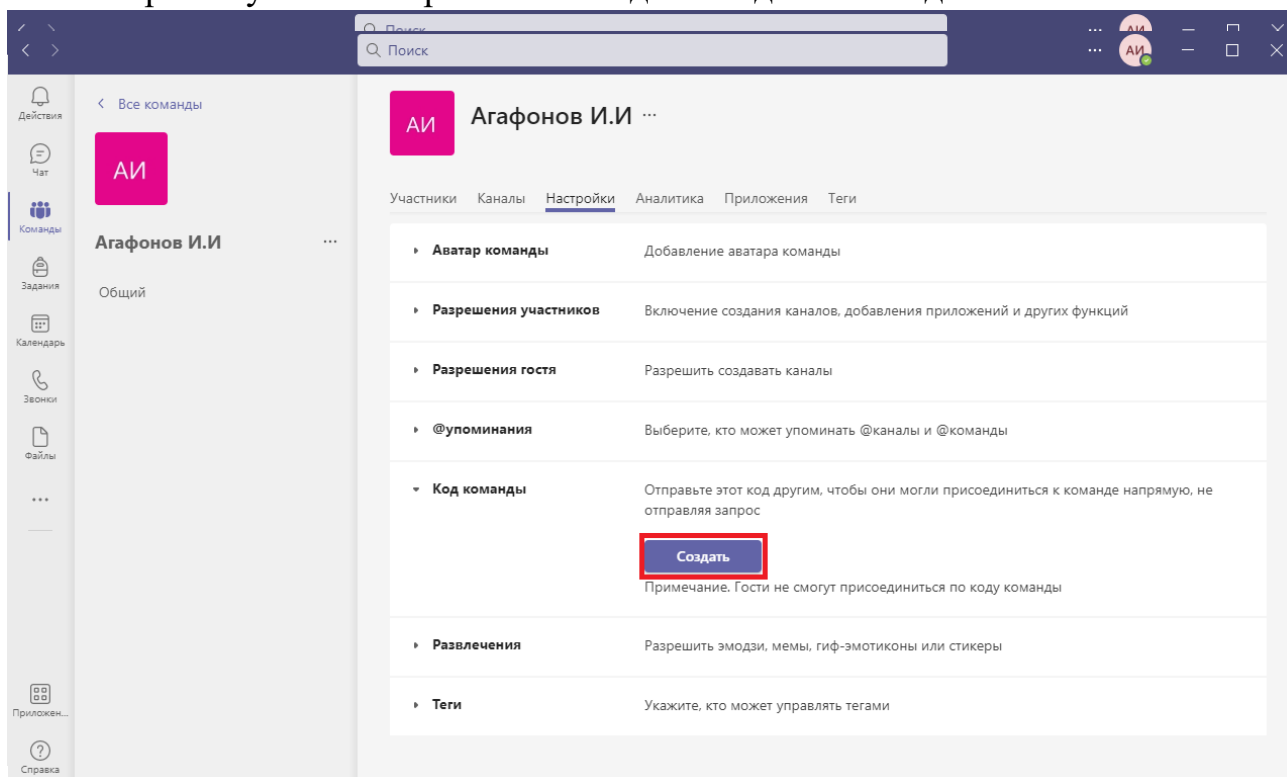 Поиск
АИ
Действия
Чат
Команды
Задания
Календарь
Звонки
Файлы
Приложен...
Справка
Все команды
АИ
Агафонов И.И
Общий
АИ
Агафонов И.И
Участники Каналы Настройки Аналитика Приложения Теги
Аватар команды Добавление аватара команды
Разрешения участников Включение создания каналов, добавления приложений и других функций
Разрешения гостя Разрешить создавать каналы
@упоминания Выберите, кто может упоминать @каналы и @команды
Код команды Отправьте этот код другим, чтобы они могли присоединиться к команде напрямую, не
отправляя запрос
Создать
Примечание. Гости не смогут присоединиться по коду команды
Развлечения Разрешить эмодзи, мемы, гиф-эмотиконы или стикеры
Теги Укажите, кто может управлять тегами